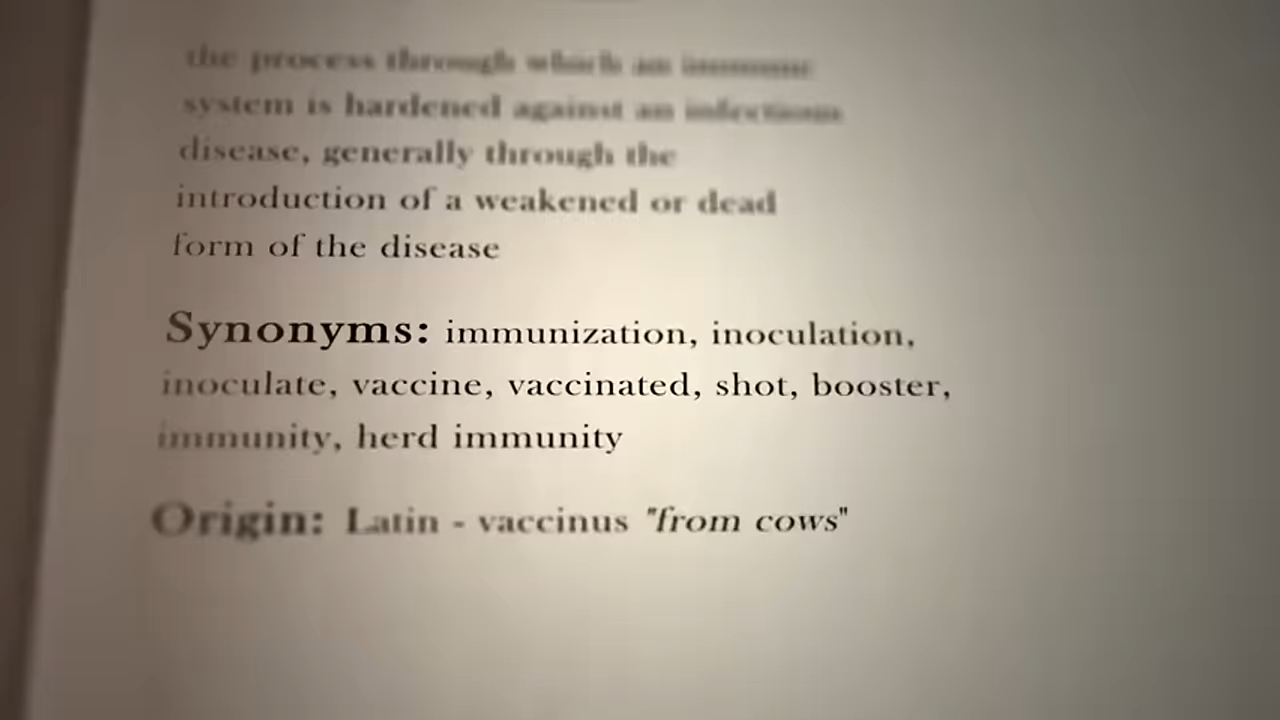 the process through which an immune
system is hardened against an infectious
disease, generally through the
introduction of a weakened or dead
form of the disease
Synonyms: immunization, inoculation,
inoculate, vaccine, vaccinated, shot, booster,
immunity, herd immunity
Origin: Latin - vaccinus "from cows"